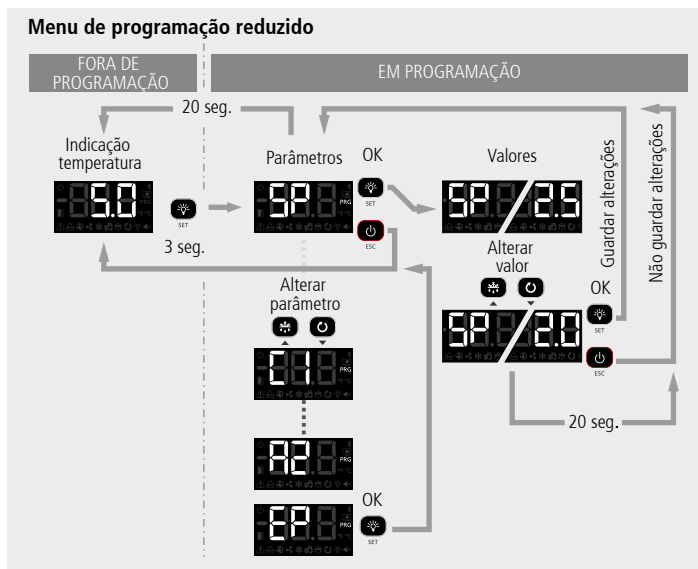 Menu de programação reduzido
FORA DE
PROGRAMAÇÃO
EM PROGRAMAÇÃO
20 seg.
Indicação
temperatura
5.0
SET
3 seg.
Parâmetros
SP
PRG
OK
SET
ESC
Valores
SP
2.5
Alterar
valor
SP
2.0
OK
SET
ESC
Guardar alterações
Não guardar alterações
20 seg.
Alterar
parâmetro
C1
PRG
A2
PRG
EP
PRG
OK
SET